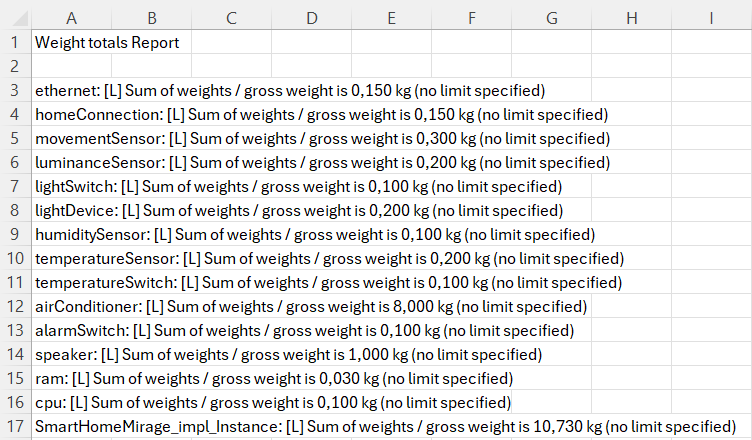 A B C D E F G H I
1 Weight totals Report
2
3 ethernet: [L] Sum of weights / gross weight is 0,150 kg (no limit specified)
4 homeConnection: [L] Sum of weights / gross weight is 0,150 kg (no limit specified)
5 movementSensor: [L] Sum of weights / gross weight is 0,300 kg (no limit specified)
6 luminanceSensor: [L] Sum of weights / gross weight is 0,200 kg (no limit specified)
7 lightSwitch: [L] Sum of weights / gross weight is 0,100 kg (no limit specified)
8 lightDevice: [L] Sum of weights / gross weight is 0,200 kg (no limit specified)
9 humiditySensor: [L] Sum of weights / gross weight is 0,100 kg (no limit specified)
10 temperatureSensor: [L] Sum of weights / gross weight is 0,200 kg (no limit specified)
11 temperatureSwitch: [L] Sum of weights / gross weight is 0,100 kg (no limit specified)
12 airConditioner: [L] Sum of weights / gross weight is 8,000 kg (no limit specified)
13 alarmSwitch: [L] Sum of weights / gross weight is 0,100 kg (no limit specified)
14 speaker: [L] Sum of weights / gross weight is 1,000 kg (no limit specified)
15 ram: [L] Sum of weights / gross weight is 0,030 kg (no limit specified)
16 cpu: [L] Sum of weights / gross weight is 0,100 kg (no limit specified)
17 SmartHomeMirage_impl_Instance: [L] Sum of weights / gross weight is 10,730 kg (no limit specified)